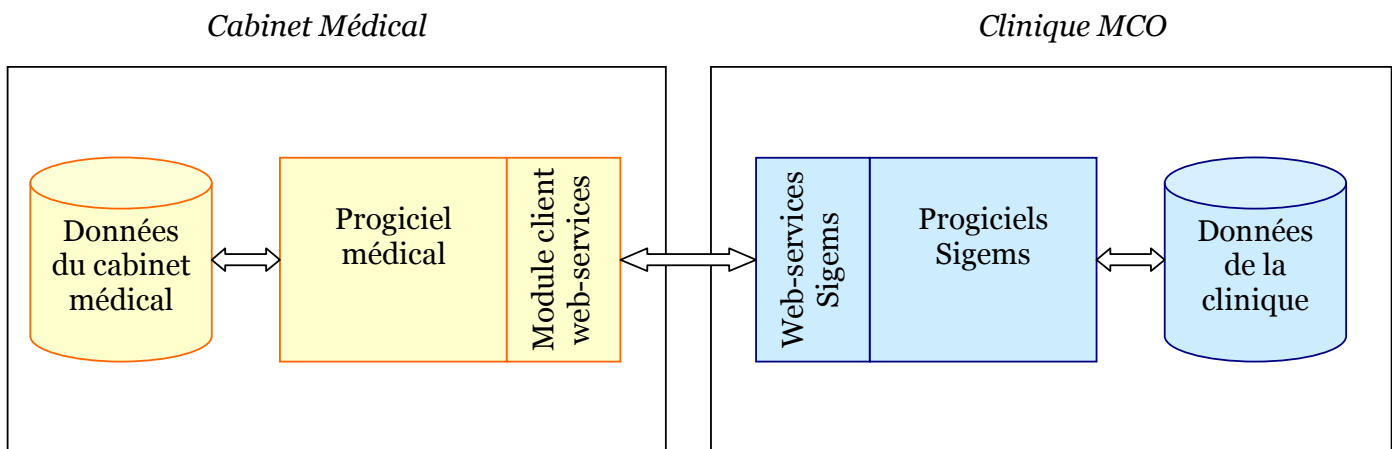 Cabinet Médical
Clinique MCO
Données
du cabinet
médical
Progiciel
médical
Module client
web-services
Web-services
Sigems
Progiciels
Sigems
Données
de la
clinique